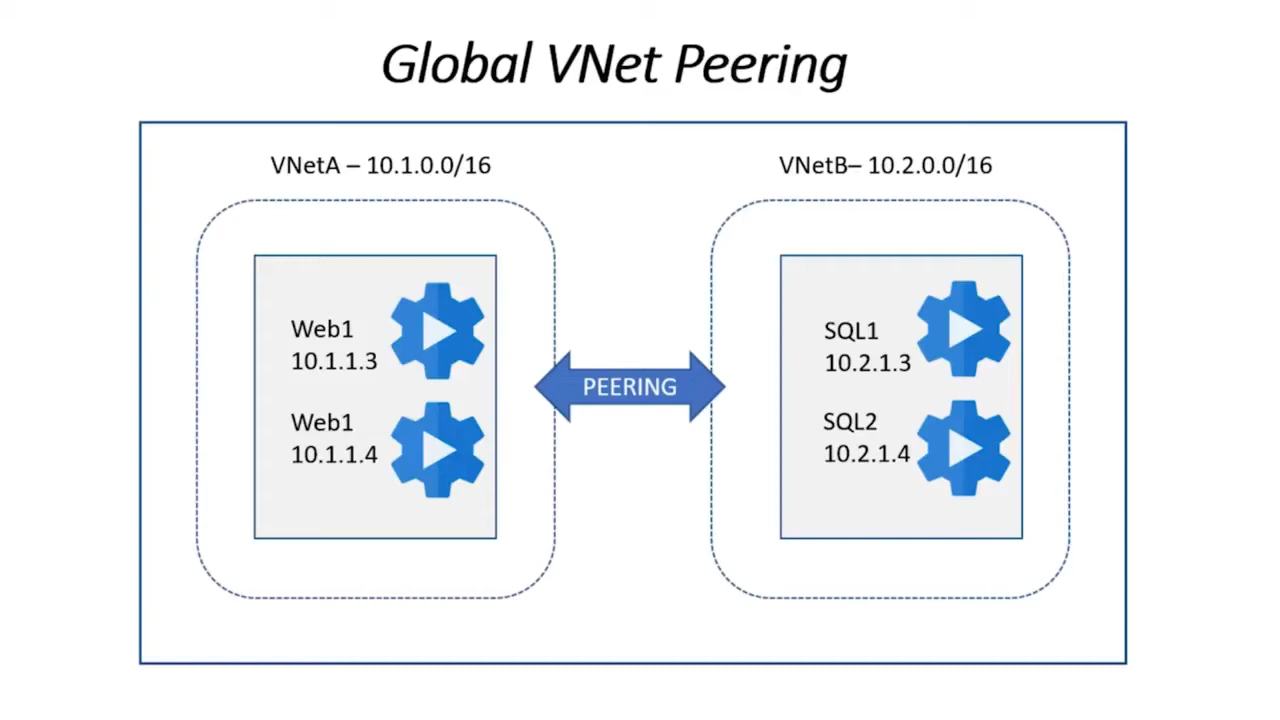 Global VNet Peering
VNetA – 10.1.0.0/16
VNetB– 10.2.0.0/16
Web1
10.1.1.3
Web1
10.1.1.4
PEERING
SQL1
10.2.1.3
SQL2
10.2.1.4